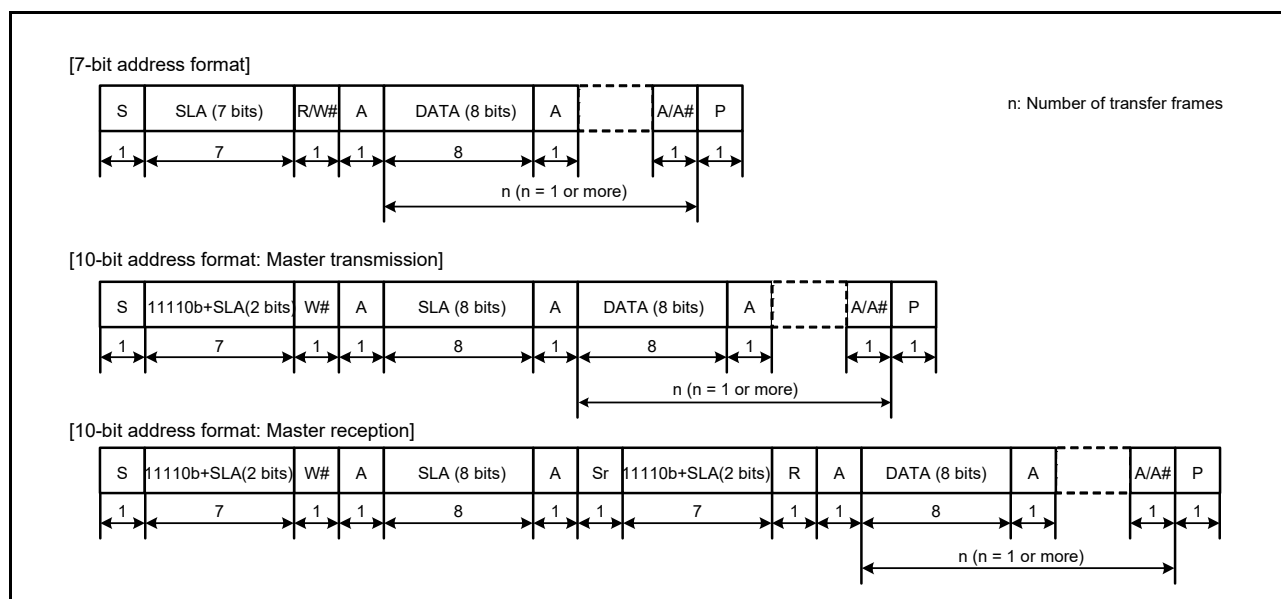 [7-bit address format]
n: Number of transfer frames
S SLA (7 bits) R/W# A DATA (8 bits) A A/A# P
1 7 1 1 8 1 1 1
n (n = 1 or more)
[10-bit address format: Master transmission]
S 11110b+SLA(2 bits) W# A SLA (8 bits) A DATA (8 bits) A A/A# P
1 7 1 1 8 1 8 1 1 1
n (n = 1 or more)
[10-bit address format: Master reception]
S 11110b+SLA(2 bits) W# A SLA (8 bits) A Sr 11110b+SLA(2 bits) R A DATA (8 bits) A A/A# P
1 7 1 1 8 1 1 7 1 1 8 1 1 1
n (n = 1 or more)